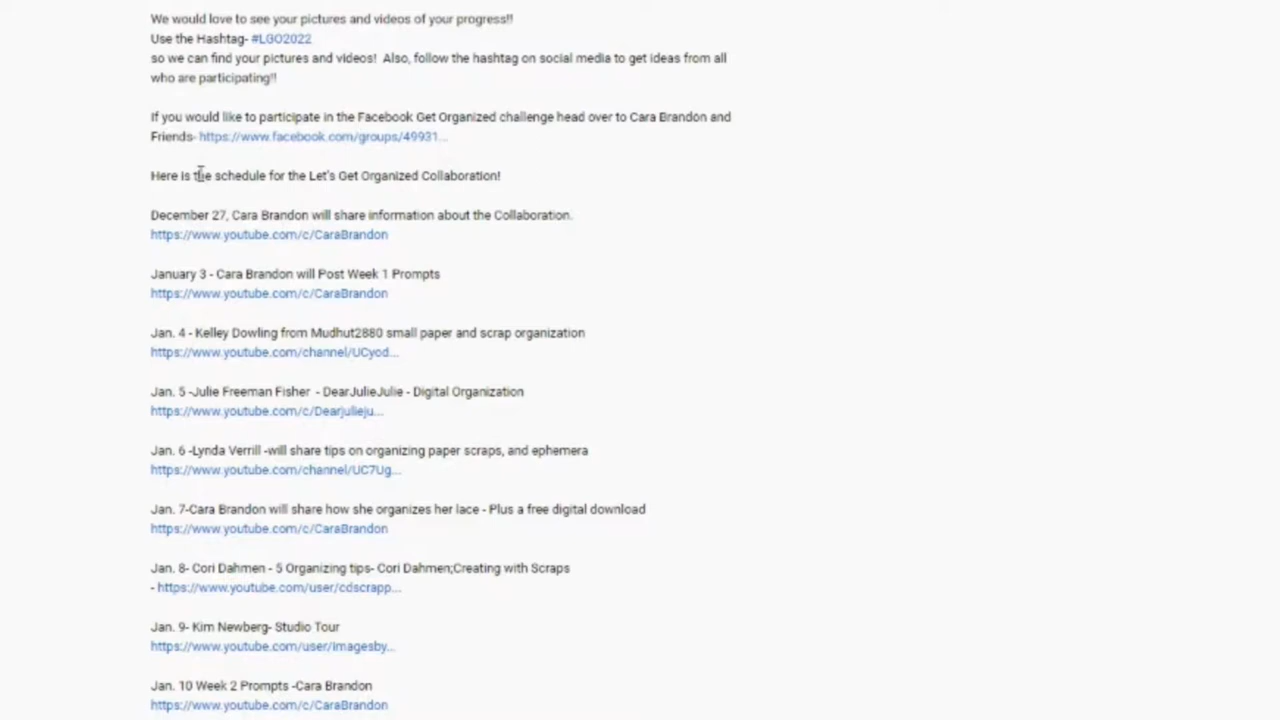 We would love to see your pictures and videos of your progress!!
Use the Hashtag- #LGO2022
so we can find your pictures and videos!  Also, follow the hashtag on social media to get ideas from all
who are participating!!
If you would like to participate in the Facebook Get Organized challenge head over to Cara Brandon and
Friends- https://www.facebook.com/groups/49931...
Here is the schedule for the Let's Get Organized Collaboration!
December 27, Cara Brandon will share information about the Collaboration.
https://www.youtube.com/c/CaraBrandon
January 3 - Cara Brandon will Post Week 1 Prompts
https://www.youtube.com/c/CaraBrandon
Jan. 4 - Kelley Dowling from Mudhut2880 small paper and scrap organization
https://www.youtube.com/channel/UCyod...
Jan. 5 -Julie Freeman Fisher  - DearJulieJulie - Digital Organization
https://www.youtube.com/c/Dearjulieju...
Jan. 6 -Lynda Verrill -will share tips on organizing paper scraps, and ephemera
https://www.youtube.com/channel/UC7Ug...
Jan. 7-Cara Brandon will share how she organizes her lace - Plus a free digital download
https://www.youtube.com/c/CaraBrandon
Jan. 8- Cori Dahmen - 5 Organizing tips- Cori Dahmen;Creating with Scraps
- https://www.youtube.com/user/cdscrapp...
Jan. 9- Kim Newberg- Studio Tour
https://www.youtube.com/user/imagesby...
Jan. 10 Week 2 Prompts -Cara Brandon
https://www.youtube.com/c/CaraBrandon